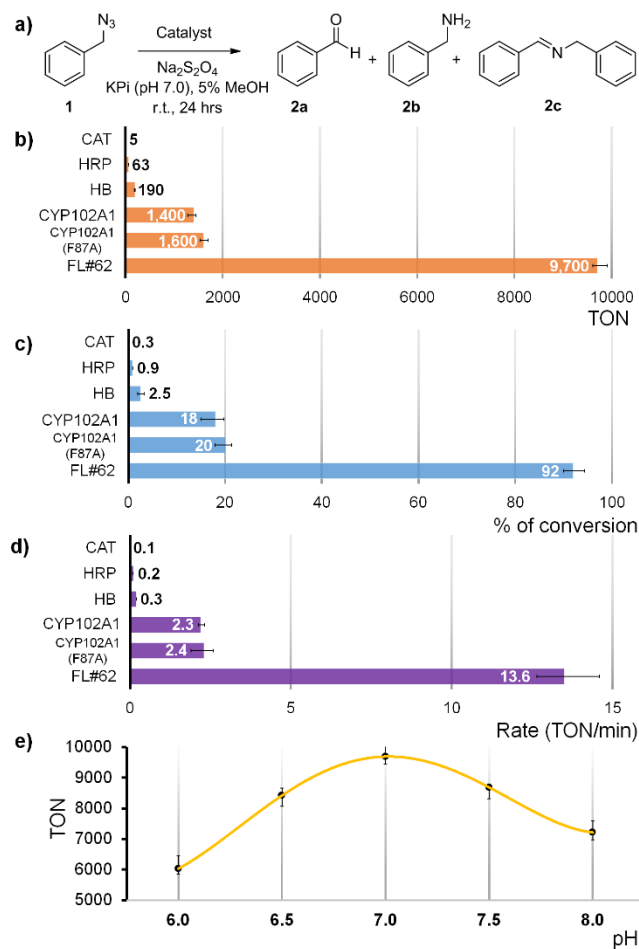 a)
N₃
1
Catalyst
Na₂S₂O₄
KPi (pH 7.0), 5% MeOH
r.t., 24 hrs
O
H
2a
+
NH₂
2b
+
N
2c
b)
CAT 5
HRP 63
HB 190
CYP102A1 1,400
CYP102A1
(F87A) 1,600
FL#62 9,700
0 2000 4000 6000 8000 10000
TON
c)
CAT 0.3
HRP 0.9
HB 2.5
CYP102A1 18
CYP102A1
(F87A) 20
FL#62 92
0 20 40 60 80 100
% of conversion
d)
CAT 0.1
HRP 0.2
HB 0.3
CYP102A1 2.3
CYP102A1
(F87A) 2.4
FL#62 13.6
0 5 10 15
Rate (TON/min)
e)
10000
9000
8000
7000
6000
5000
TON
6.0 6.5 7.0 7.5 8.0
pH